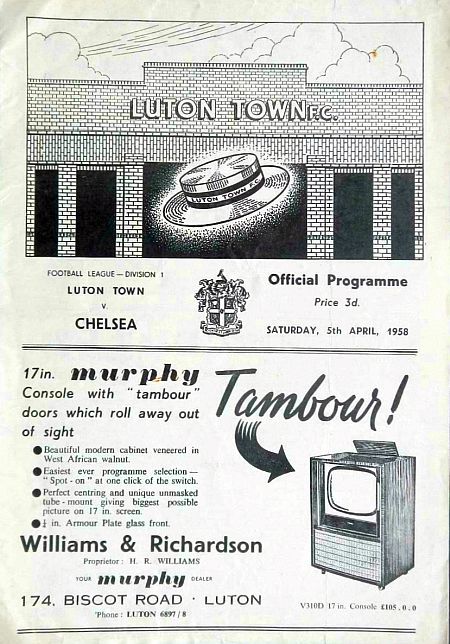 LUTON TOWN F.C.
LUTON TOWN F.C.
FOOTBALL LEAGUE — DIVISION 1
LUTON TOWN
v.
CHELSEA
Official Programme
Price 3d.
SATURDAY, 5th APRIL, 1958
17in. murphy
Console with "tambour"
doors which roll away out
of sight
Tambour!
● Beautiful modern cabinet veneered in
West African walnut.
● Easiest ever programme selection —
"Spot - on" at one click of the switch.
● Perfect centring and unique unmasked
tube - mount giving biggest possible
picture on 17 in. screen.
● ¼ in. Armour Plate glass front.
Williams & Richardson
Proprietor : H. R. WILLIAMS
YOUR murphy DEALER
174, BISCOT ROAD · LUTON
'Phone : LUTON 6897/8
V310D 17 in. Console £105.0.0